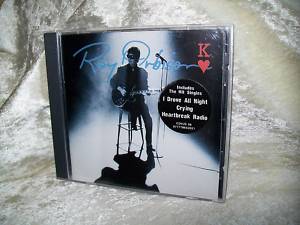 Roy Orbison
K
Includes
The Hit Singles
I Drove All Night
Crying
Heartbreak Radio